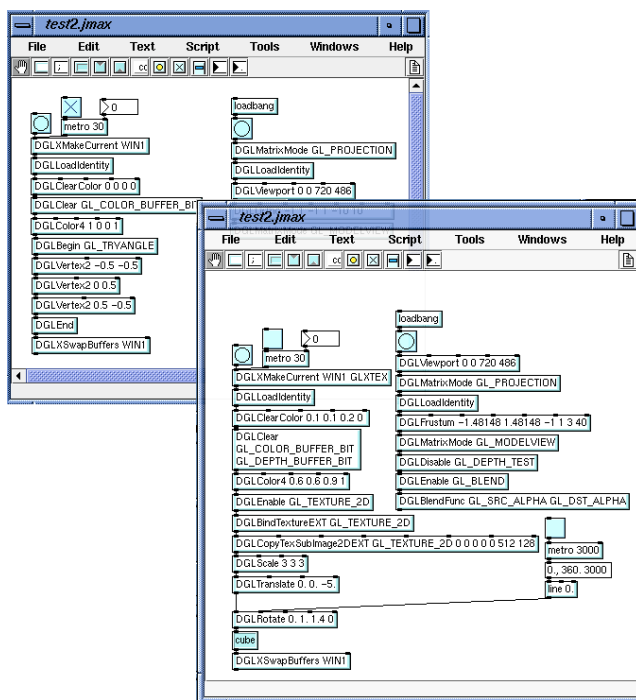 test2.jmax
File Edit Text Script Tools Windows Help
0
metro 30
DGLXMakeCurrent WIN1
DGLLoadIdentity
DGLClearColor 0 0 0 0
DGLClear GL_COLOR_BUFFER_BIT
DGLColor4 1 0 0 1
DGLBegin GL_TRYANGLE
DGLVertex2 -0.5 -0.5
DGLVertex2 0 0.5
DGLVertex2 0.5 -0.5
DGLEnd
DGLXSwapBuffers WIN1
loadbang
DGLMatrixMode GL_PROJECTION
DGLLoadIdentity
DGLViewport 0 0 720 486
test2.jmax
File Edit Text Script Tools Windows Help
0
metro 30
DGLXMakeCurrent WIN1 GLXTEX
DGLLoadIdentity
DGLClearColor 0.1 0.1 0.2 0
DGLClear
GL_COLOR_BUFFER_BIT
GL_DEPTH_BUFFER_BIT
DGLColor4 0.6 0.6 0.9 1
DGLEnable GL_TEXTURE_2D
DGLBindTextureEXT GL_TEXTURE_2D
DGLCopyTexSubImage2DEXT GL_TEXTURE_2D 0 0 0 0 0 512 128
DGLScale 3 3 3
DGLTranslate 0. 0. -5.
DGLRotate 0. 1. 1.4 0
cube
DGLXSwapBuffers WIN1
loadbang
DGLViewport 0 0 720 486
DGLMatrixMode GL_PROJECTION
DGLLoadIdentity
DGLFrustum -1.48148 1.48148 -1 1 3 40
DGLMatrixMode GL_MODELVIEW
DGLDisable GL_DEPTH_TEST
DGLEnable GL_BLEND
DGLBlendFunc GL_SRC_ALPHA GL_DST_ALPHA
metro 3000
0., 360. 3000
line 0.